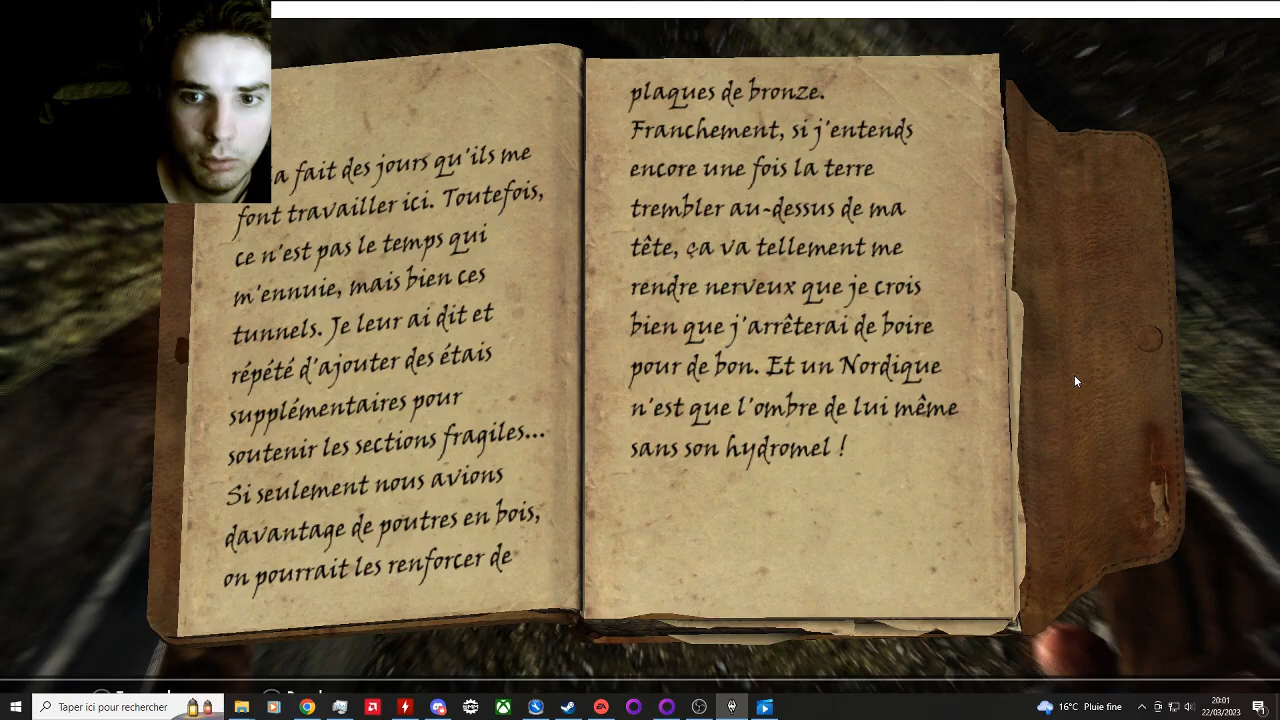 a fait des jours qu'ils me
font travailler ici. Toutefois,
ce n'est pas le temps qui
m'ennuie, mais bien ces
tunnels. Je leur ai dit et
répété d'ajouter des étais
supplémentaires pour
soutenir les sections fragiles...
Si seulement nous avions
davantage de poutres en bois,
on pourrait les renforcer de
plaques de bronze.
Franchement, si j'entends
encore une fois la terre
trembler au-dessus de ma
tête, ça va tellement me
rendre nerveux que je crois
bien que j'arrêterai de boire
pour de bon. Et un Nordique
n'est que l'ombre de lui même
sans son hydromel !
Taper ici pour rechercher
16°C Pluie fine
20:01
22/03/2023